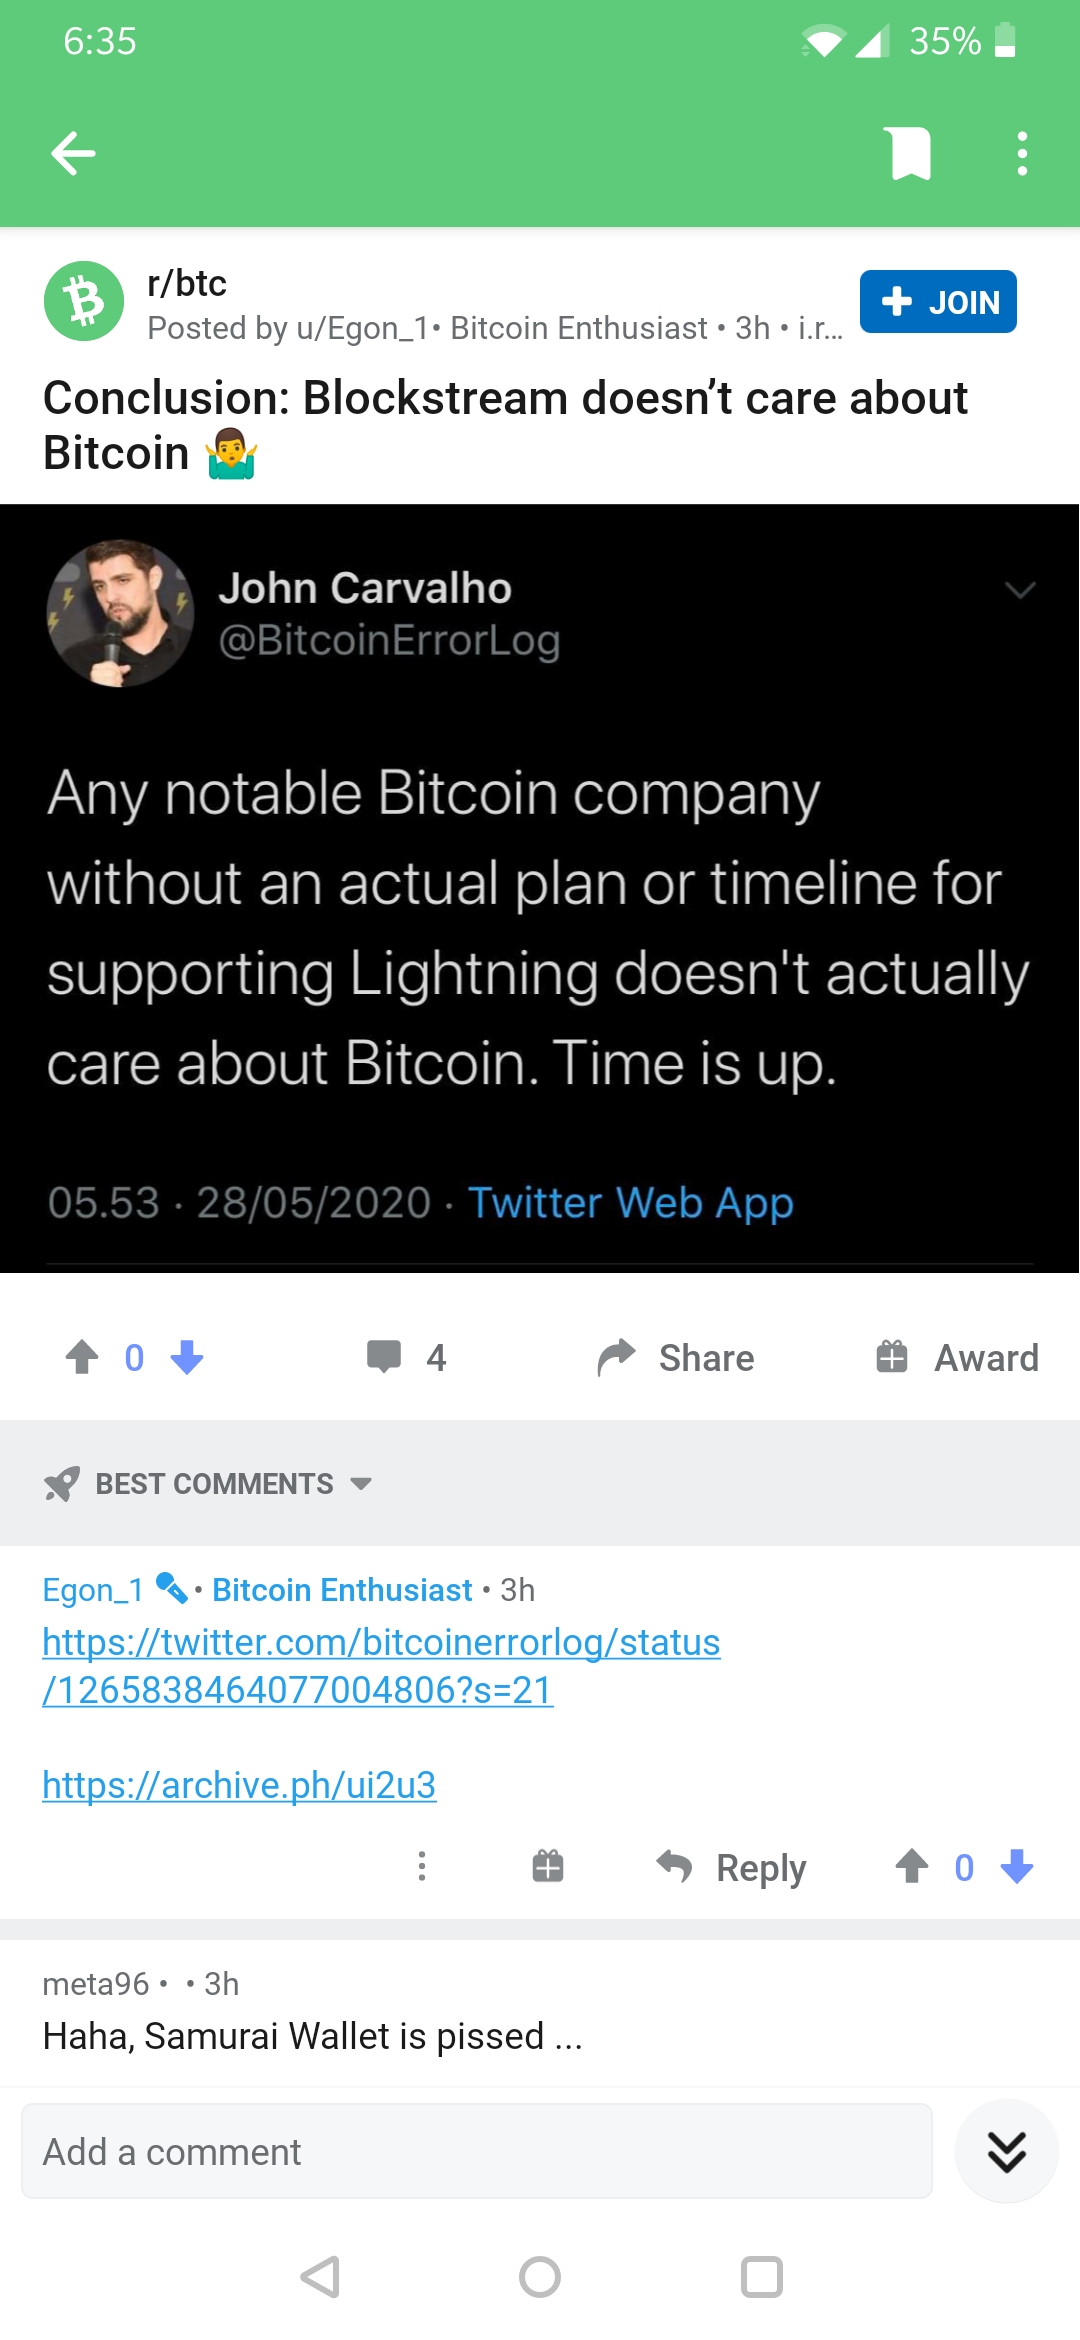 6:35
35%
r/btc
Posted by u/Egon_1• Bitcoin Enthusiast • 3h • i.r...
JOIN
Conclusion: Blockstream doesn’t care about
Bitcoin 🤷‍♂️
John Carvalho
@BitcoinErrorLog
Any notable Bitcoin company
without an actual plan or timeline for
supporting Lightning doesn't actually
care about Bitcoin. Time is up.
05.53 · 28/05/2020 · Twitter Web App
0
4
Share
Award
BEST COMMENTS
Egon_1 • Bitcoin Enthusiast • 3h
https://twitter.com/bitcoinerrorlog/status
/1265838464077004806?s=21
https://archive.ph/ui2u3
Reply
0
meta96 • • 3h
Haha, Samurai Wallet is pissed ...
Add a comment